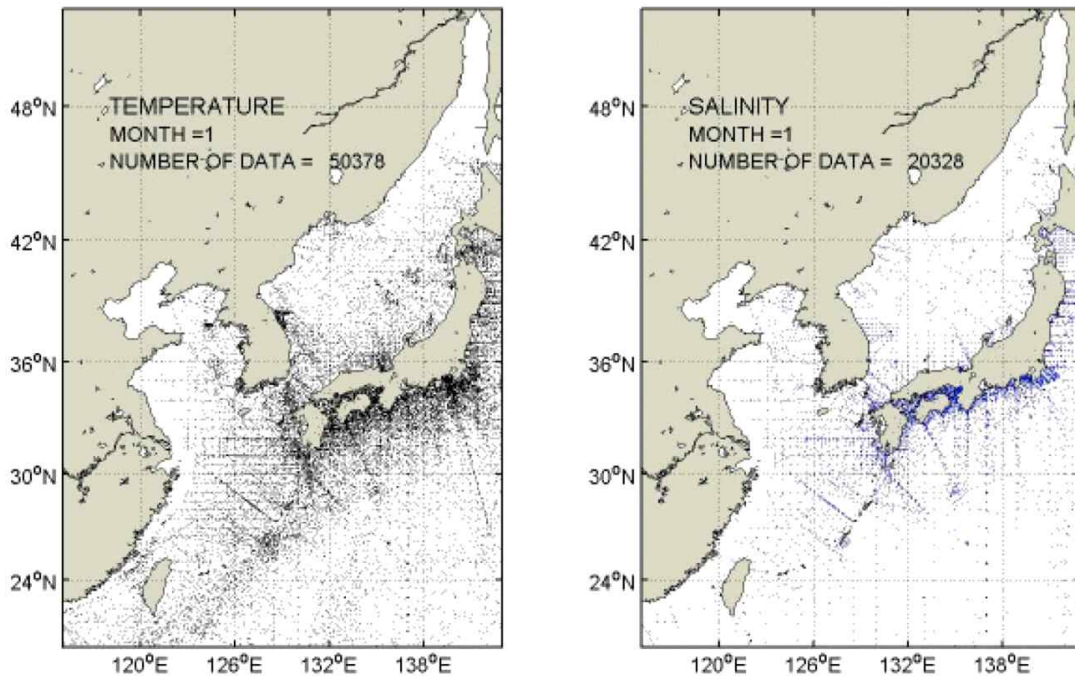 TEMPERATURE
MONTH =1
NUMBER OF DATA = 50378
48°N
42°N
36°N
30°N
24°N
120°E 126°E 132°E 138°E
SALINITY
MONTH =1
NUMBER OF DATA = 20328
48°N
42°N
36°N
30°N
24°N
120°E 126°E 132°E 138°E